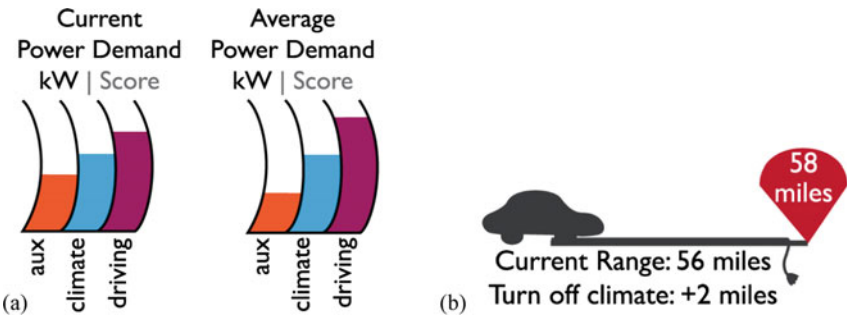 Current
Power Demand
kW | Score
aux
climate
driving
Average
Power Demand
kW | Score
aux
climate
driving
(a)
58
miles
Current Range: 56 miles
Turn off climate: +2 miles
(b)